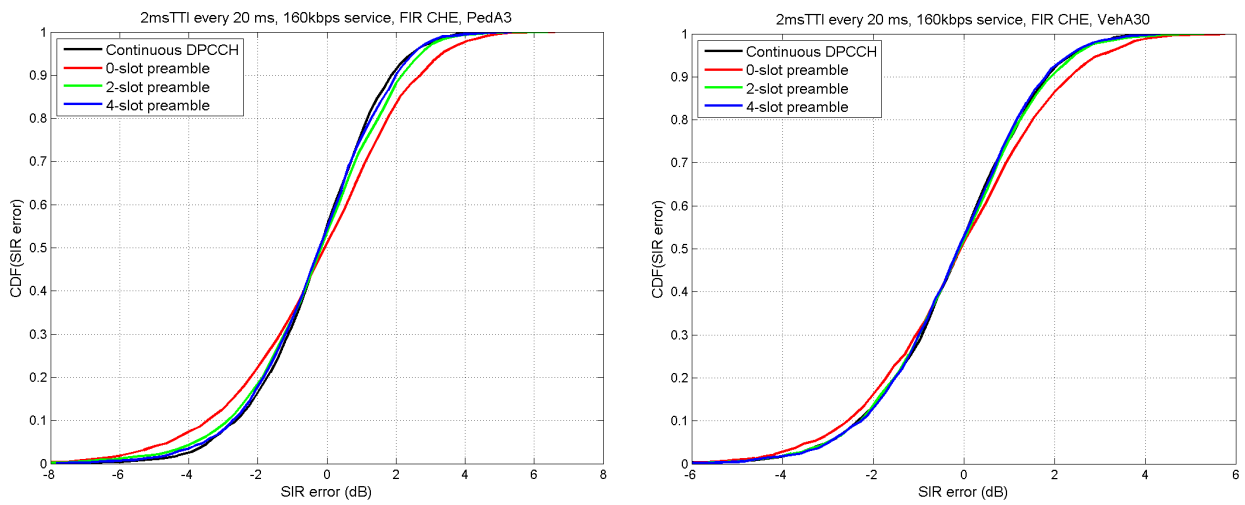 2msTTI every 20 ms, 160kbps service, FIR CHE, PedA3
1
0.9
0.8
0.7
0.6
0.5
0.4
0.3
0.2
0.1
0
CDF(SIR error)
Continuous DPCCH
0-slot preamble
2-slot preamble
4-slot preamble
-8 -6 -4 -2 0 2 4 6 8
SIR error (dB)
2msTTI every 20 ms, 160kbps service, FIR CHE, VehA30
1
0.9
0.8
0.7
0.6
0.5
0.4
0.3
0.2
0.1
0
CDF(SIR error)
Continuous DPCCH
0-slot preamble
2-slot preamble
4-slot preamble
-6 -4 -2 0 2 4 6
SIR error (dB)